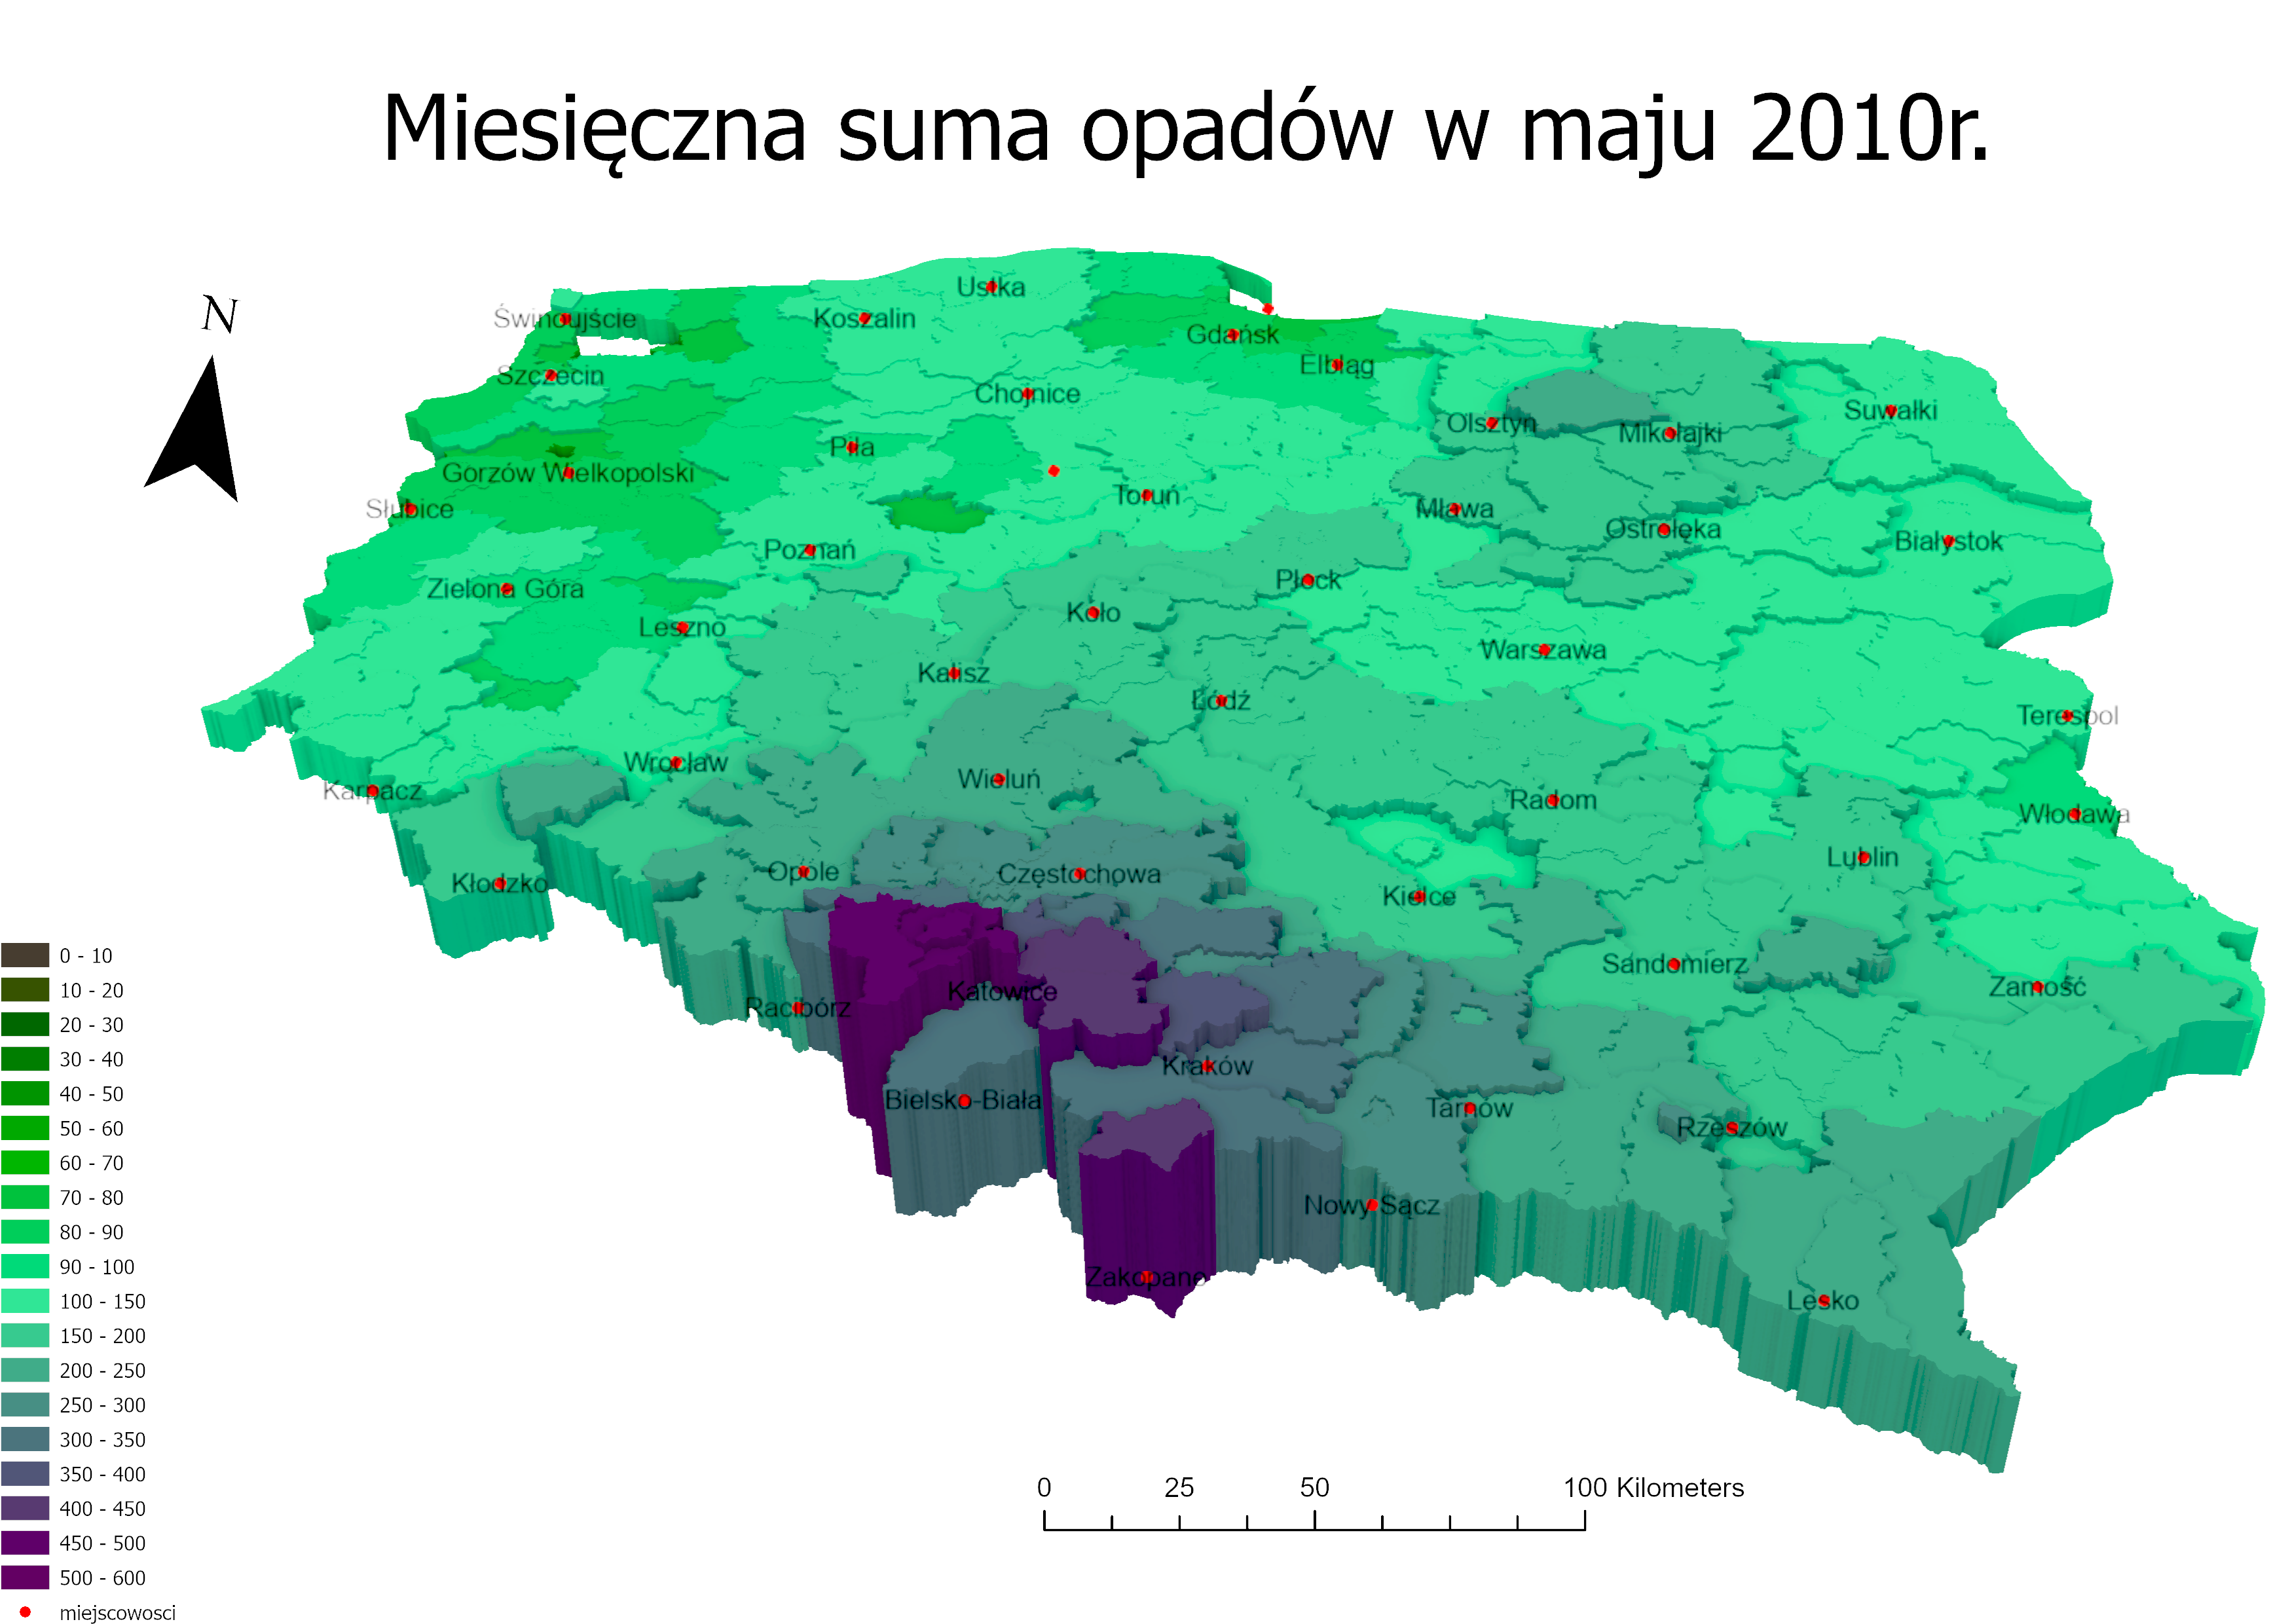 Miesięczna suma opadów w maju 2010r.
N
Ustka
Świnoujście
Koszalin
Gdańsk
Elbląg
Szczecin
Chojnice
Suwałki
Olsztyn
Mikołajki
Piła
Gorzów Wielkopolski
Toruń
Słubice
Mława
Ostrołęka
Białystok
Poznań
Płock
Zielona Góra
Koło
Leszno
Warszawa
Kalisz
Łódź
Terespol
Wrocław
Wieluń
Karpacz
Radom
Włodawa
Lublin
Opole
Częstochowa
Kłodzko
Kielce
Sandomierz
Zamość
Katowice
Racibórz
Kraków
Bielsko-Biała
Tarnów
Rzeszów
Nowy Sącz
Zakopane
Lesko
0 - 10
10 - 20
20 - 30
30 - 40
40 - 50
50 - 60
60 - 70
70 - 80
80 - 90
90 - 100
100 - 150
150 - 200
200 - 250
250 - 300
300 - 350
350 - 400
400 - 450
450 - 500
500 - 600
miejscowosci
0 25 50 100 Kilometers